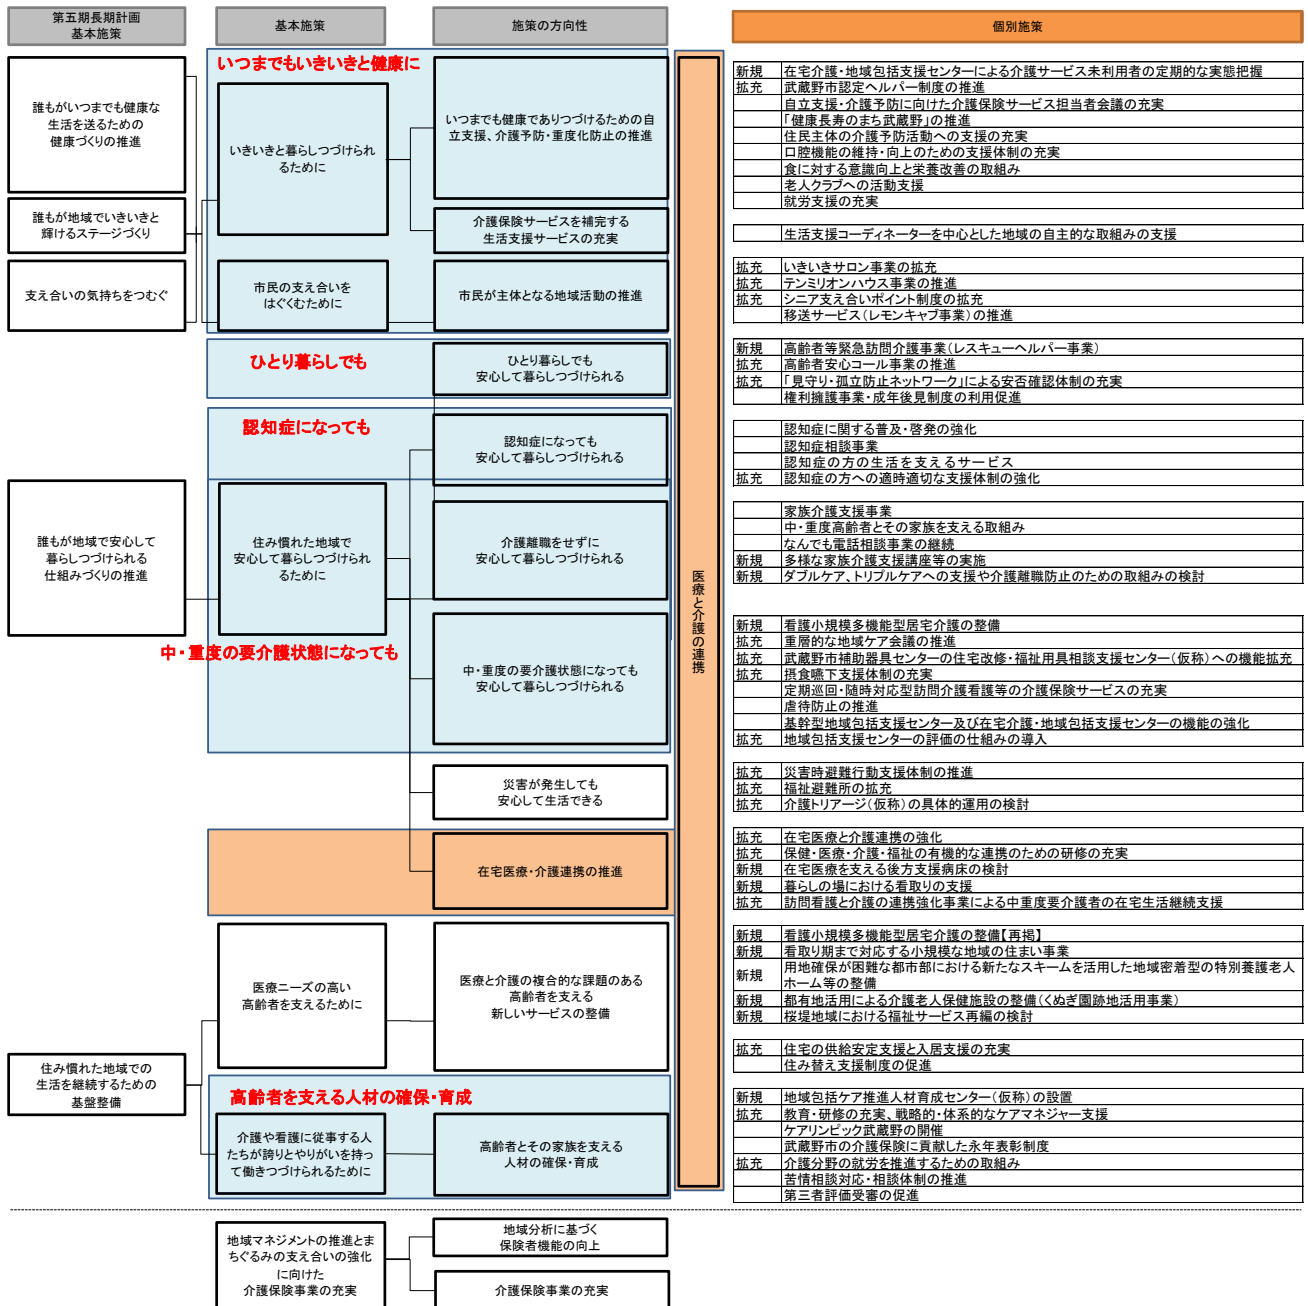 第五期長期計画
基本施策
基本施策
施策の方向性
個別施策
誰もがいつまでも健康な
生活を送るための
健康づくりの推進
誰もが地域でいきいきと
輝けるステージづくり
支え合いの気持ちをつむぐ
いつまでもいきいきと健康に
いきいきと暮らしつづけられ
るために
いつまでも健康でありつづけるための自
立支援、介護予防・重度化防止の推進
介護保険サービスを補完する
生活支援サービスの充実
市民の支え合いを
はぐくむために
市民が主体となる地域活動の推進
新規 在宅介護・地域包括支援センターによる介護サービス未利用者の定期的な実態把握
拡充 武蔵野市認定ヘルパー制度の推進
自立支援・介護予防に向けた介護保険サービス担当者会議の充実
「健康長寿のまち武蔵野」の推進
住民主体の介護予防活動への支援の充実
口腔機能の維持・向上のための支援体制の充実
食に対する意識向上と栄養改善の取組み
老人クラブへの活動支援
就労支援の充実
生活支援コーディネーターを中心とした地域の自主的な取組みの支援
拡充 いきいきサロン事業の拡充
拡充 テンミリオンハウス事業の推進
拡充 シニア支え合いポイント制度の拡充
移送サービス(レモンキャブ事業)の推進
ひとり暮らしでも
ひとり暮らしでも
安心して暮らしつづけられる
新規 高齢者等緊急訪問介護事業(レスキューヘルパー事業)
拡充 高齢者安心コール事業の推進
拡充 「見守り・孤立防止ネットワーク」による安否確認体制の充実
権利擁護事業・成年後見制度の利用促進
認知症になっても
認知症になっても
安心して暮らしつづけられる
認知症に関する普及・啓発の強化
認知症相談事業
認知症の方の生活を支えるサービス
拡充 認知症の方への適時適切な支援体制の強化
誰もが地域で安心して
暮らしつづけられる
仕組みづくりの推進
住み慣れた地域で
安心して暮らしつづけられ
るために
介護離職をせずに
安心して暮らしつづけられる
家族介護支援事業
中・重度高齢者とその家族を支える取組み
なんでも電話相談事業の継続
新規 多様な家族介護支援講座等の実施
新規 ダブルケア、トリプルケアへの支援や介護離職防止のための取組みの検討
医療と介護の連携
中・重度の要介護状態になっても
中・重度の要介護状態になっても
安心して暮らしつづけられる
新規 看護小規模多機能型居宅介護の整備
拡充 重層的な地域ケア会議の推進
拡充 武蔵野市補助器具センターの住宅改修・福祉用具相談支援センター(仮称)への機能拡充
拡充 摂食嚥下支援体制の充実
定期巡回・随時対応型訪問介護看護等の介護保険サービスの充実
虐待防止の推進
基幹型地域包括支援センター及び在宅介護・地域包括支援センターの機能の強化
拡充 地域包括支援センターの評価の仕組みの導入
災害が発生しても
安心して生活できる
拡充 災害時避難行動支援体制の推進
拡充 福祉避難所の拡充
拡充 介護トリアージ(仮称)の具体的運用の検討
在宅医療・介護連携の推進
拡充 在宅医療と介護連携の強化
拡充 保健・医療・介護・福祉の有機的な連携のための研修の充実
新規 在宅医療を支える後方支援病床の検討
新規 暮らしの場における看取りの支援
拡充 訪問看護と介護の連携強化事業による中重度要介護者の在宅生活継続支援
医療ニーズの高い
高齢者を支えるために
医療と介護の複合的な課題のある
高齢者を支える
新しいサービスの整備
新規 看護小規模多機能型居宅介護の整備【再掲】
新規 看取り期まで対応する小規模な地域の住まい事業
新規 用地確保が困難な都市部における新たなスキームを活用した地域密着型の特別養護老人
ホーム等の整備
新規 都有地活用による介護老人保健施設の整備(くぬぎ園跡地活用事業)
新規 桜堤地域における福祉サービス再編の検討
拡充 住宅の供給安定支援と入居支援の充実
住み替え支援制度の促進
住み慣れた地域での
生活を継続するための
基盤整備
高齢者を支える人材の確保・育成
介護や看護に従事する人
たちが誇りとやりがいを持っ
て働きつづけられるために
高齢者とその家族を支える
人材の確保・育成
新規 地域包括ケア推進人材育成センター(仮称)の設置
拡充 教育・研修の充実、戦略的・体系的なケアマネジャー支援
ケアリンピック武蔵野の開催
武蔵野市の介護保険に貢献した永年表彰制度
拡充 介護分野の就労を推進するための取組み
苦情相談対応・相談体制の推進
第三者評価受審の促進
地域マネジメントの推進とま
ちぐるみの支え合いの強化
に向けた
介護保険事業の充実
地域分析に基づく
保険者機能の向上
介護保険事業の充実